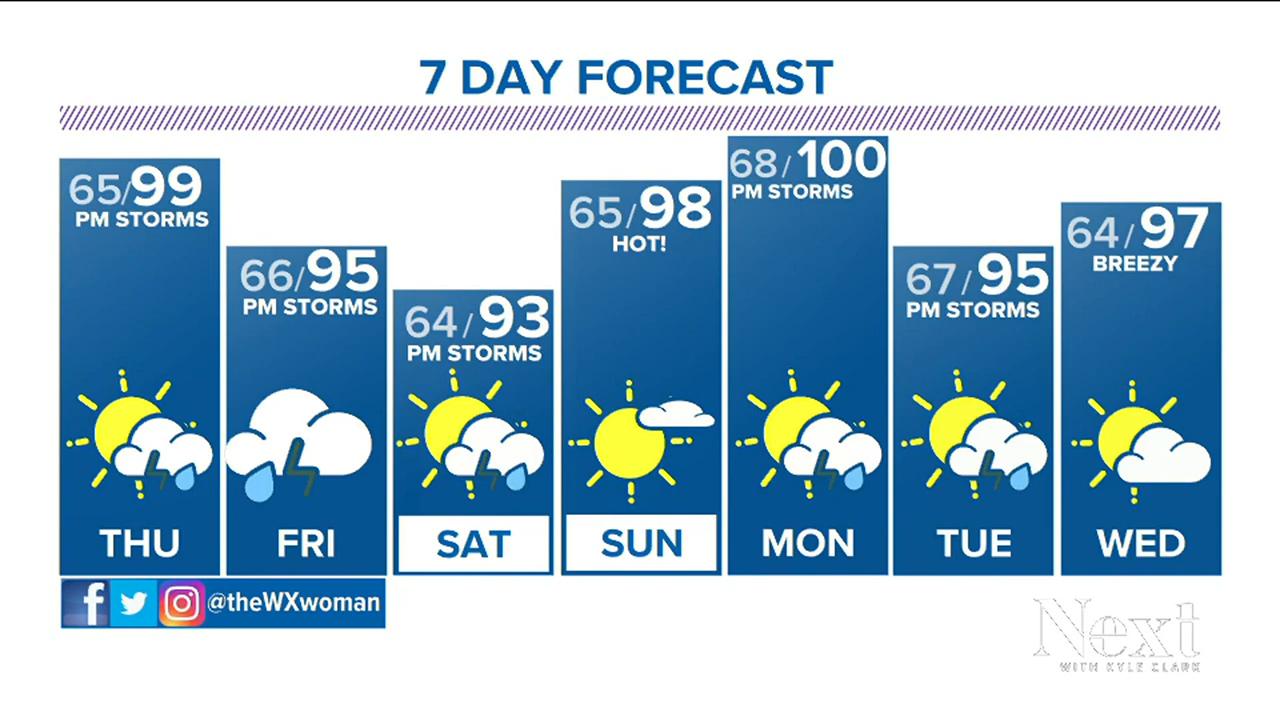 7 DAY FORECAST
65/99
PM STORMS
THU
66/95
PM STORMS
FRI
64/93
PM STORMS
SAT
65/98
HOT!
SUN
68/100
PM STORMS
MON
67/95
PM STORMS
TUE
64/97
BREEZY
WED
f @theWXwoman
Next
WITH KYLE CLARK